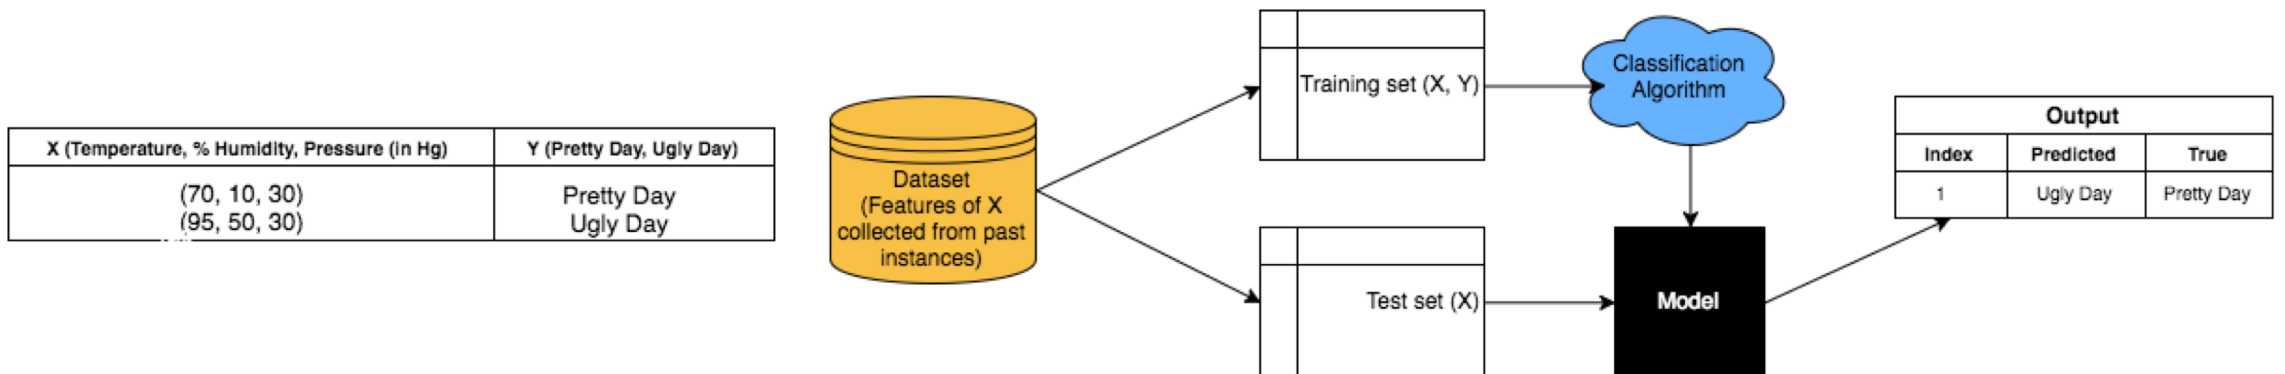 X (Temperature, % Humidity, Pressure (in Hg)
Y (Pretty Day, Ugly Day)
(70, 10, 30)
Pretty Day
(95, 50, 30)
Ugly Day
Dataset
(Features of X
collected from past
instances)
Training set (X, Y)
Test set (X)
Classification
Algorithm
Model
Output
Index
Predicted
True
1
Ugly Day
Pretty Day